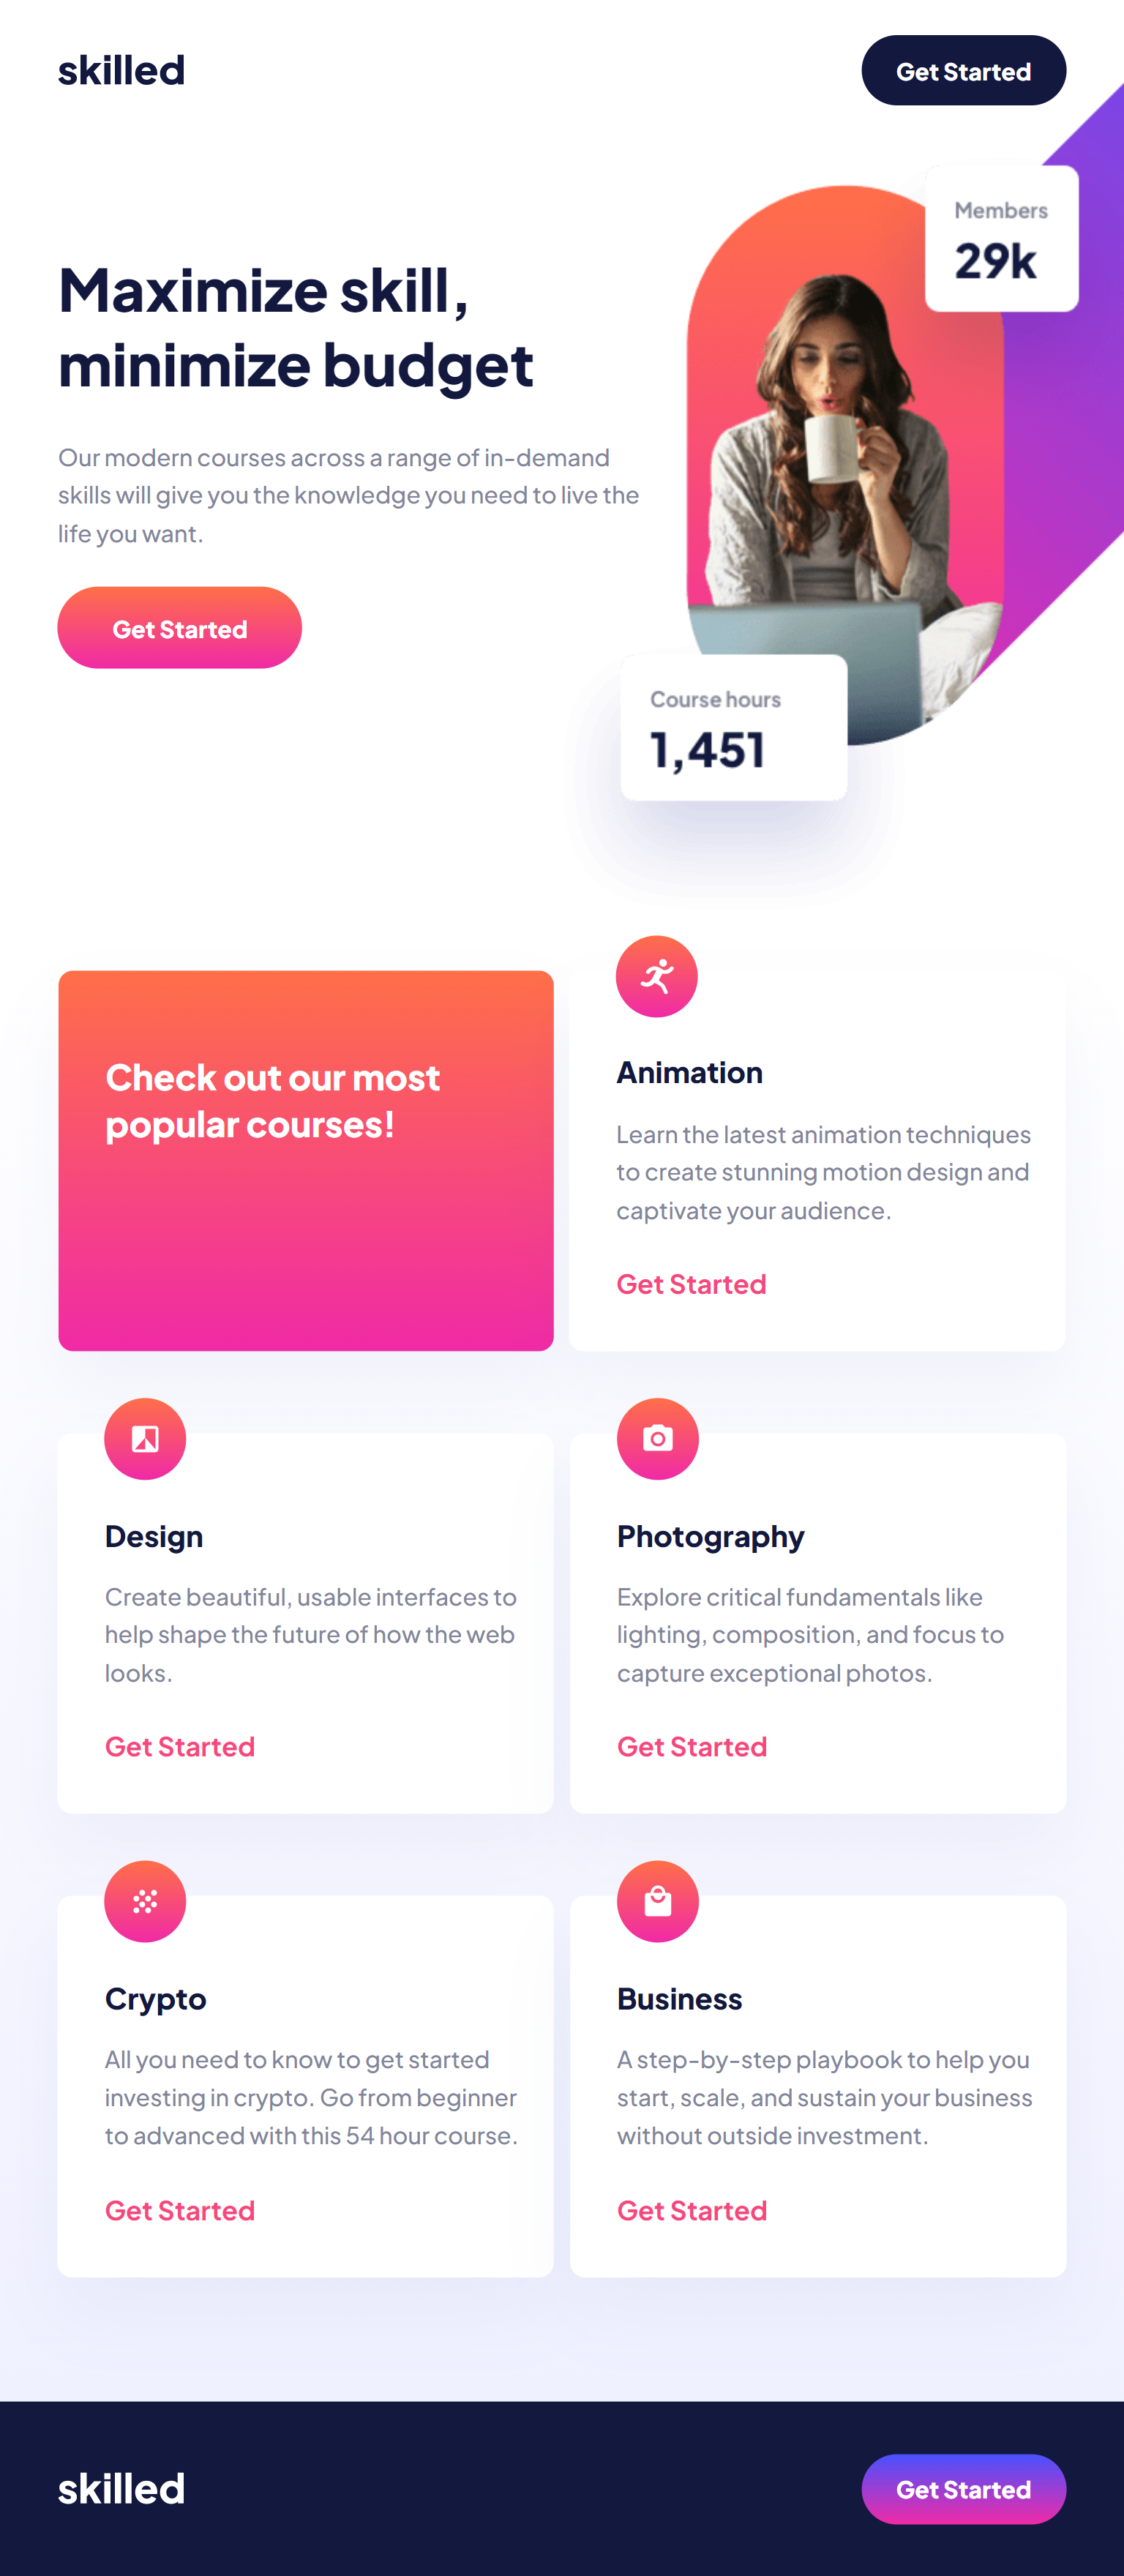 skilled
Get Started
Members
29k
Maximize skill,
minimize budget
Our modern courses across a range of in-demand
skills will give you the knowledge you need to live the
life you want.
Get Started
Course hours
1,451
Check out our most
popular courses!
Animation
Learn the latest animation techniques
to create stunning motion design and
captivate your audience.
Get Started
Design
Create beautiful, usable interfaces to
help shape the future of how the web
looks.
Get Started
Photography
Explore critical fundamentals like
lighting, composition, and focus to
capture exceptional photos.
Get Started
Crypto
All you need to know to get started
investing in crypto. Go from beginner
to advanced with this 54 hour course.
Get Started
Business
A step-by-step playbook to help you
start, scale, and sustain your business
without outside investment.
Get Started
skilled
Get Started